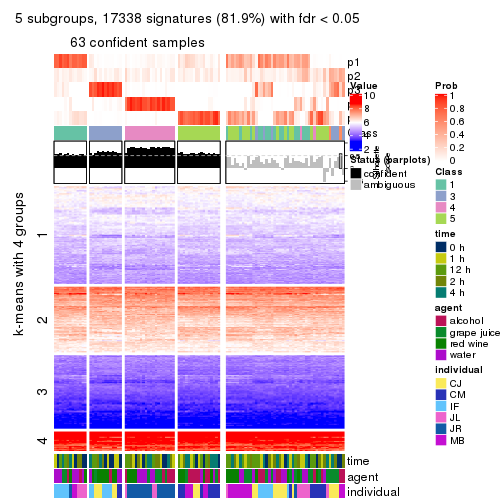 5 subgroups, 17338 signatures (81.9%) with fdr < 0.05
63 confident samples
p1
p2
Value
10
8
6
4
2
Prob
1
0.8
0.6
0.4
0.2
0
Status (barplots)
confident
ambiguous
Class
1
3
4
5
time
0 h
1 h
12 h
2 h
4 h
agent
alcohol
grape juice
red wine
water
individual
CJ
CM
IF
JL
JR
MB
k-means with 4 groups
1
2
3
4
time
agent
individual